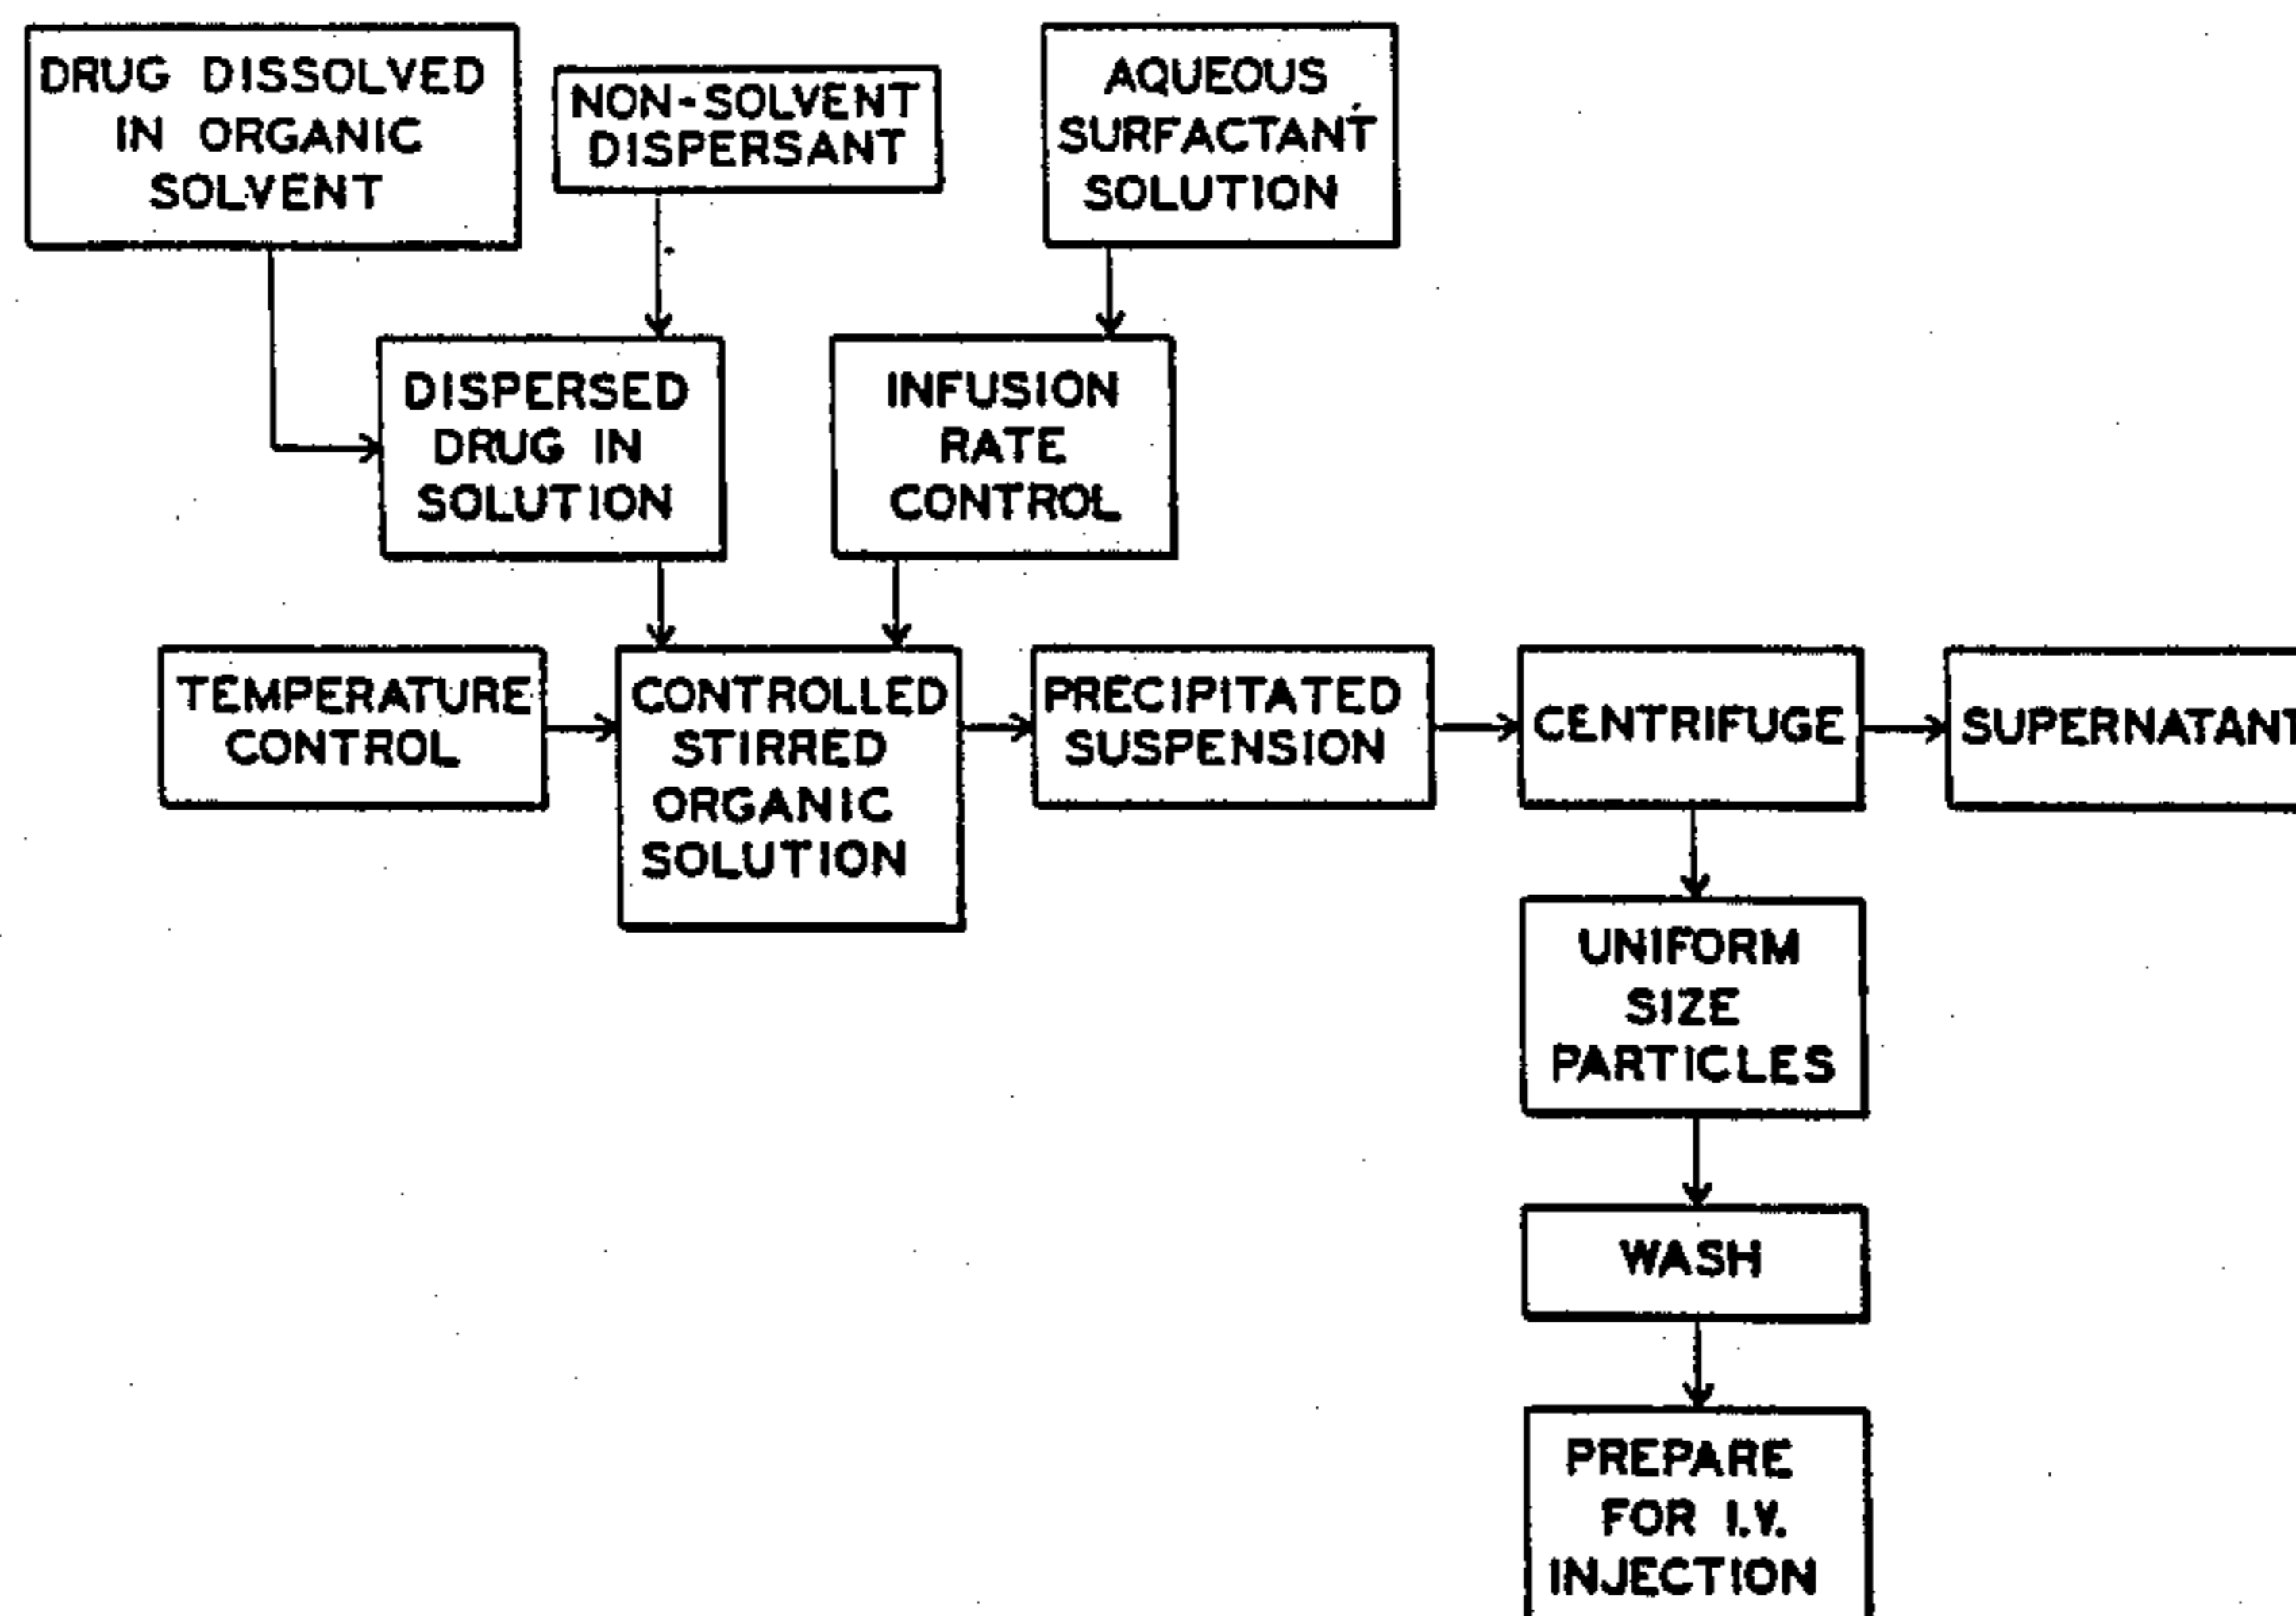 DRUG DISSOLVED
IN ORGANIC
SOLVENT
NON-SOLVENT
DISPERSANT
AQUEOUS
SURFACTANT
SOLUTION
DISPERSED
DRUG IN
SOLUTION
INFUSION
RATE
CONTROL
TEMPERATURE
CONTROL
CONTROLLED
STIRRED
ORGANIC
SOLUTION
PRECIPITATED
SUSPENSION
CENTRIFUGE
SUPERNATANT
UNIFORM
SIZE
PARTICLES
WASH
PREPARE
FOR I.V.
INJECTION